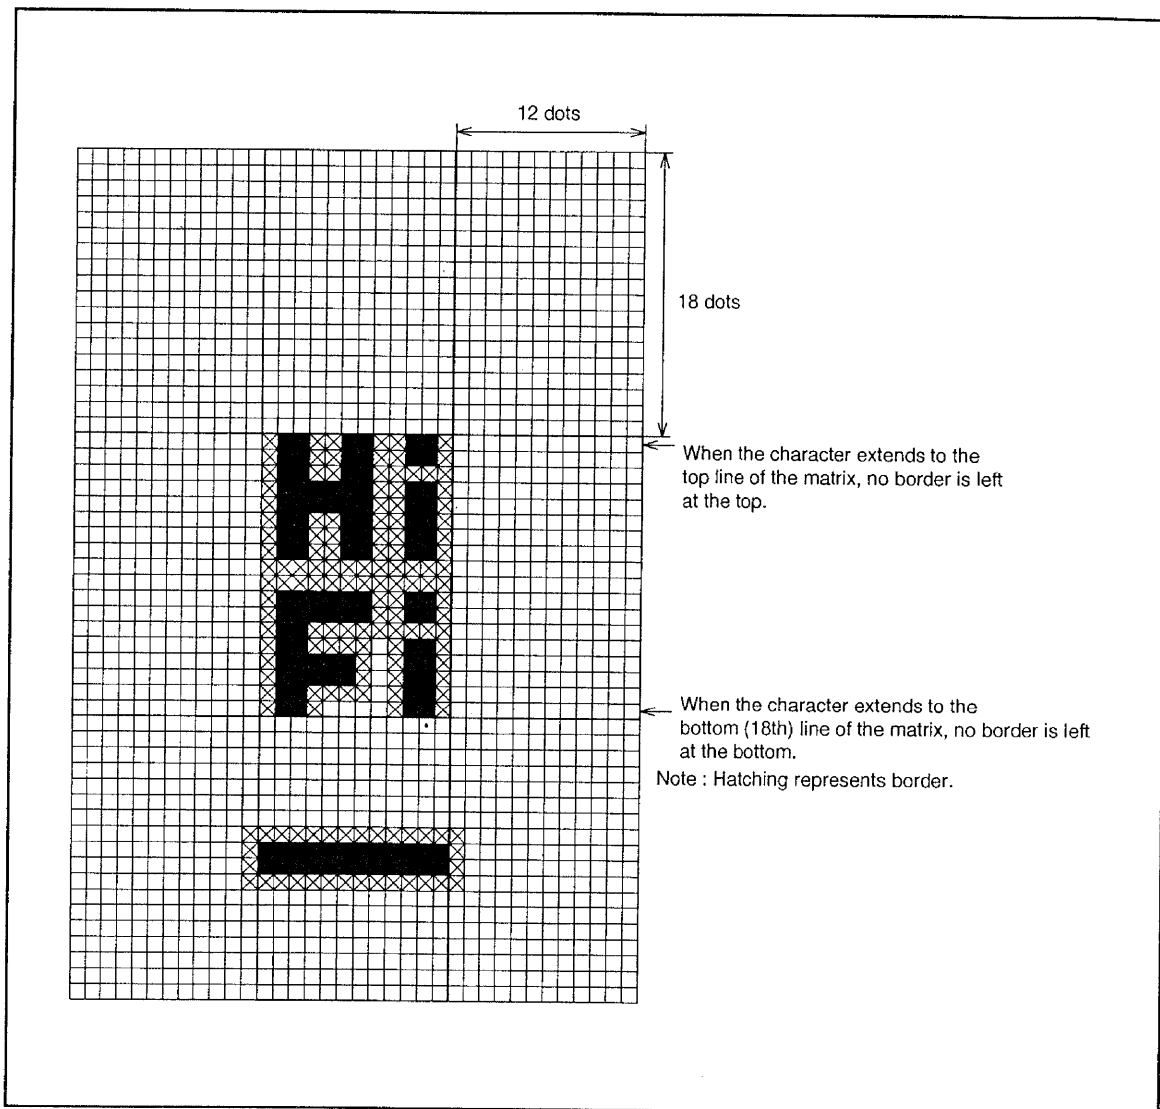 12 dots
18 dots
When the character extends to the
top line of the matrix, no border is left
at the top.
Hi
Fi
When the character extends to the
bottom (18th) line of the matrix, no border is left
at the bottom.
Note : Hatching represents border.